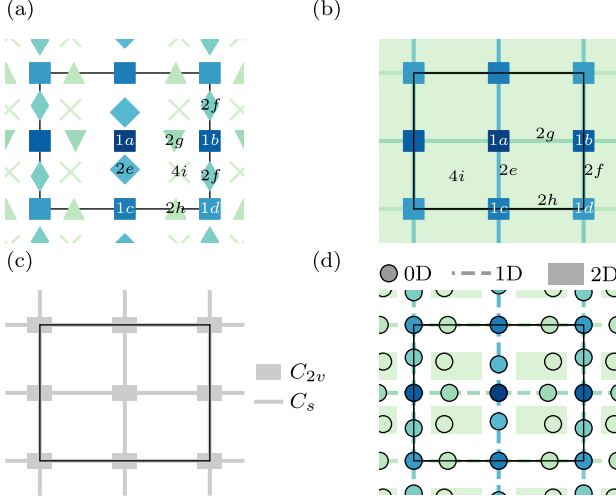 (a)
2f
1a 2g 1b
2e 4i 2f
1c 2h 1d
(b)
1a 2g 1b
4i 2e 2f
1c 2h 1d
(c)
C2v
Cs
(d)
0D 1D 2D